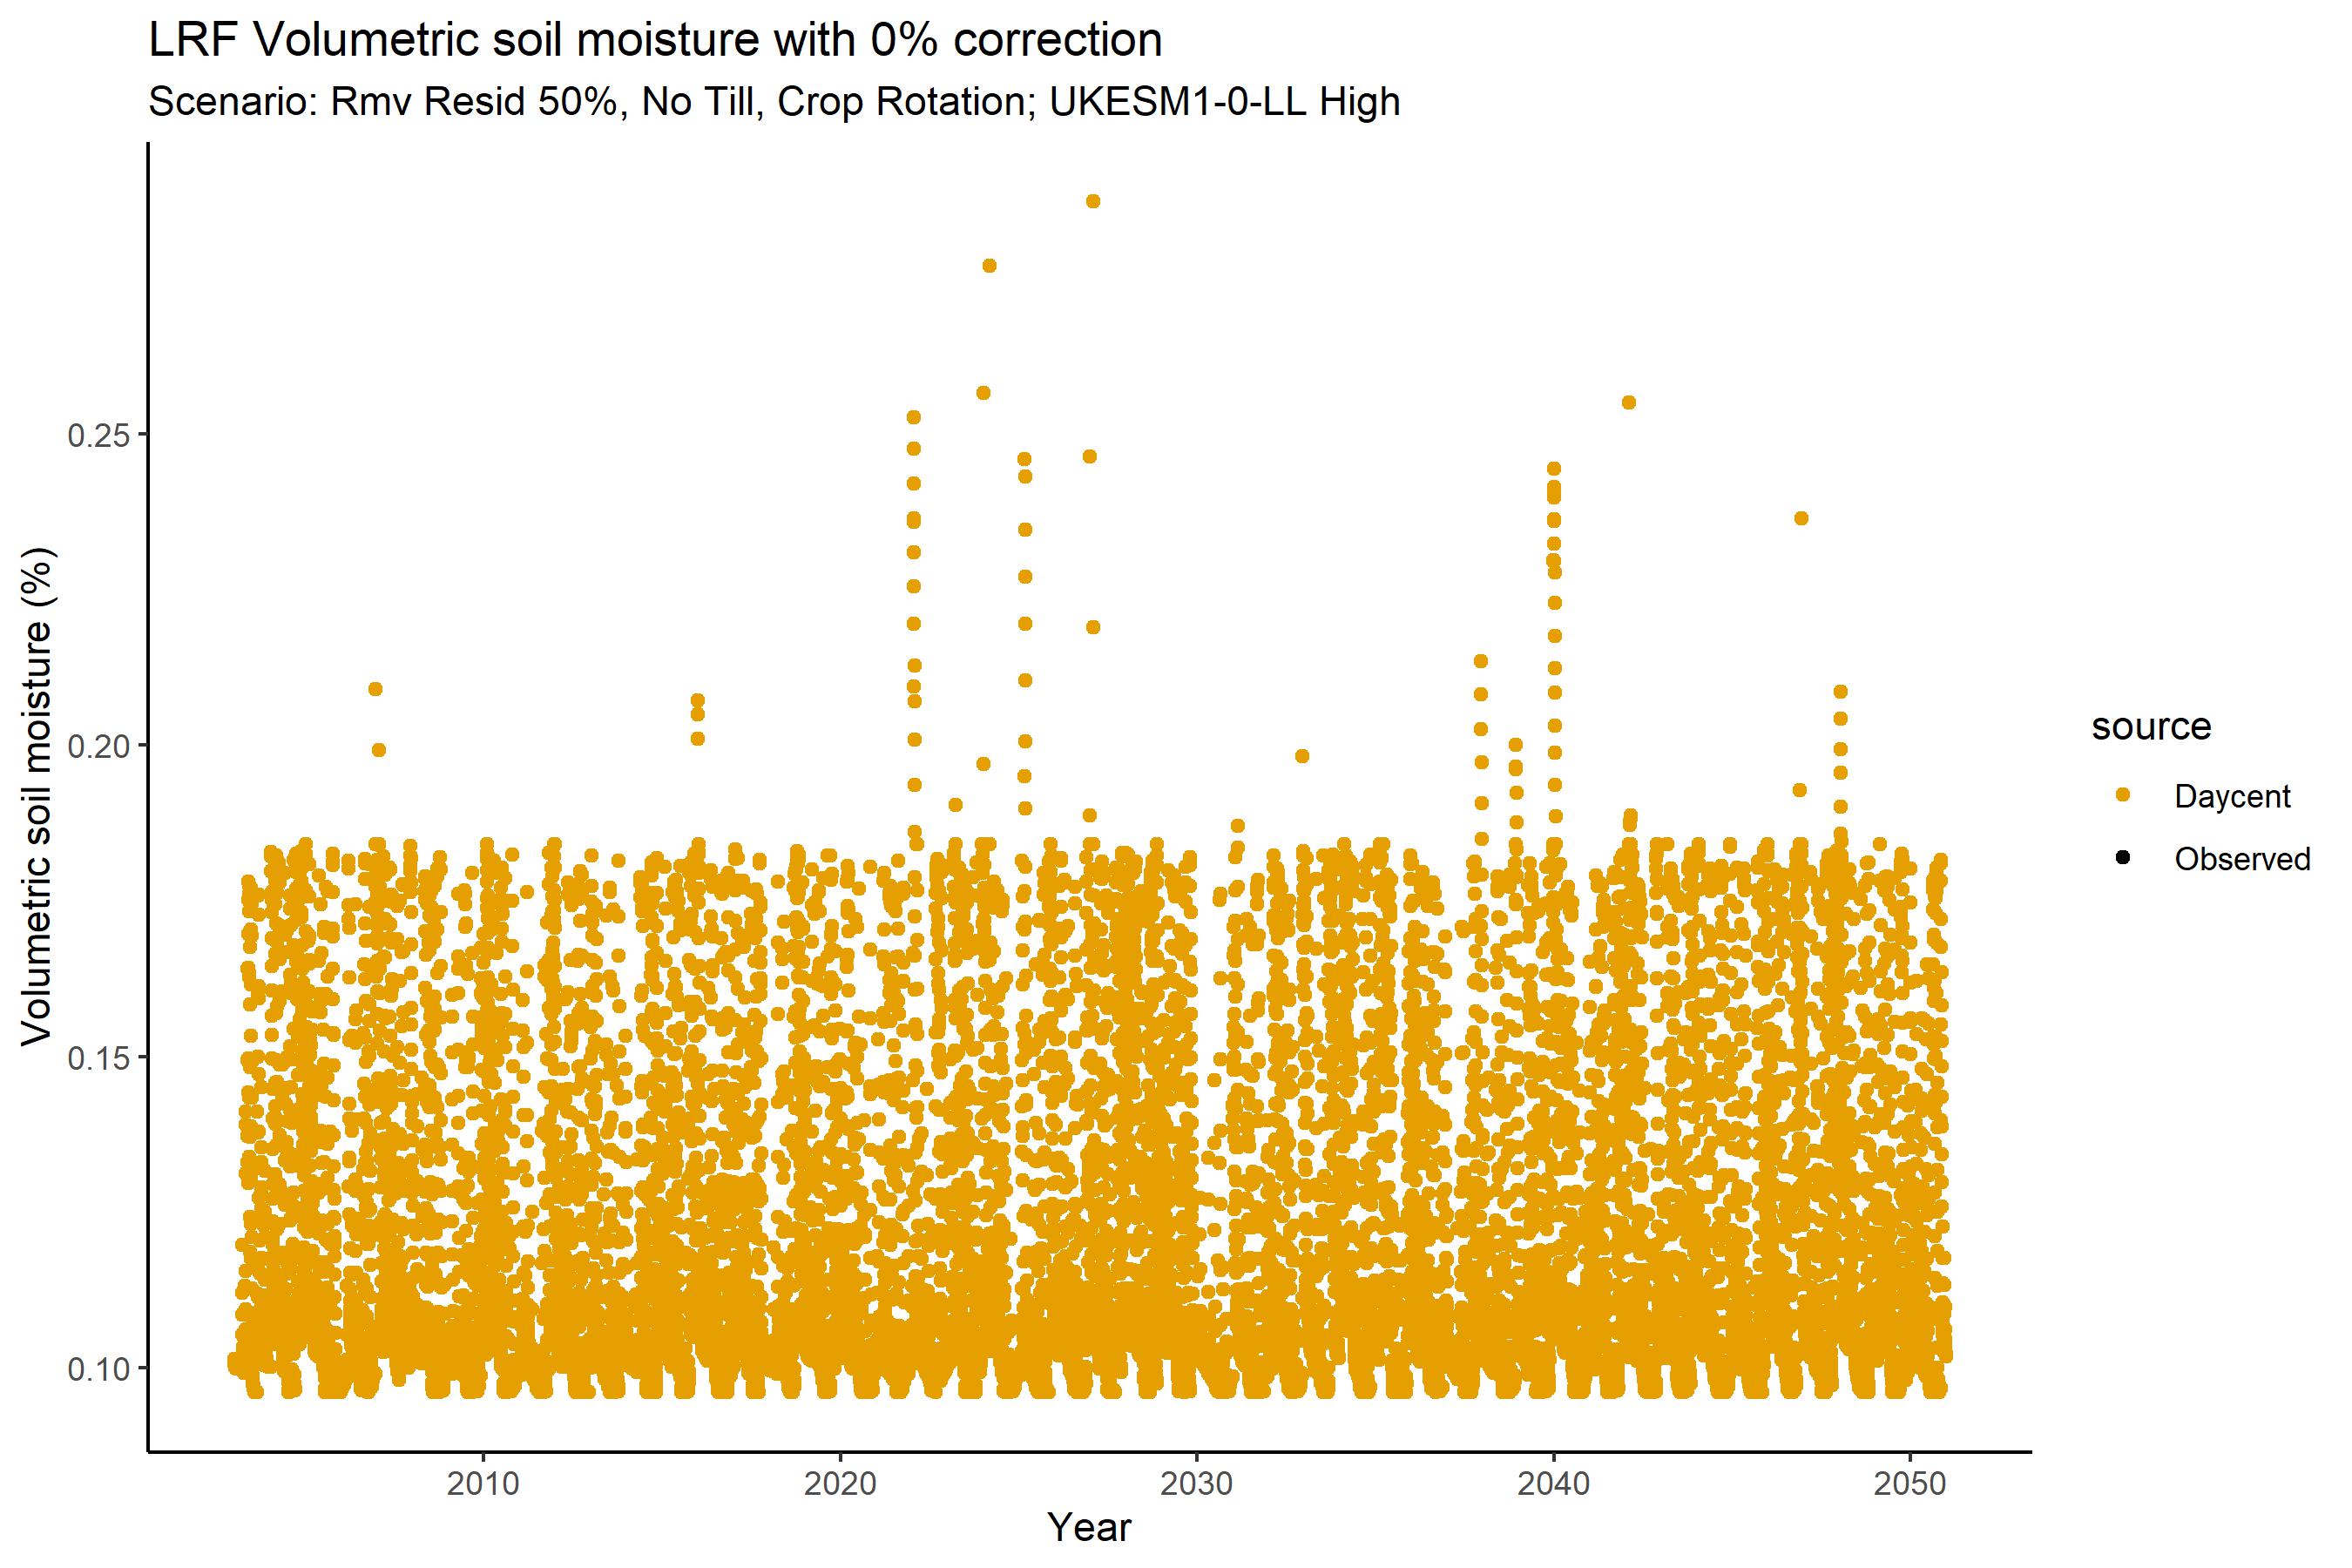 LRF Volumetric soil moisture with 0% correction
Scenario: Rmv Resid 50%, No Till, Crop Rotation; UKESM1-0-LL High
Volumetric soil moisture (%)
0.25
0.20
0.15
0.10
2010
2020
2030
2040
2050
Year
source
Daycent
Observed